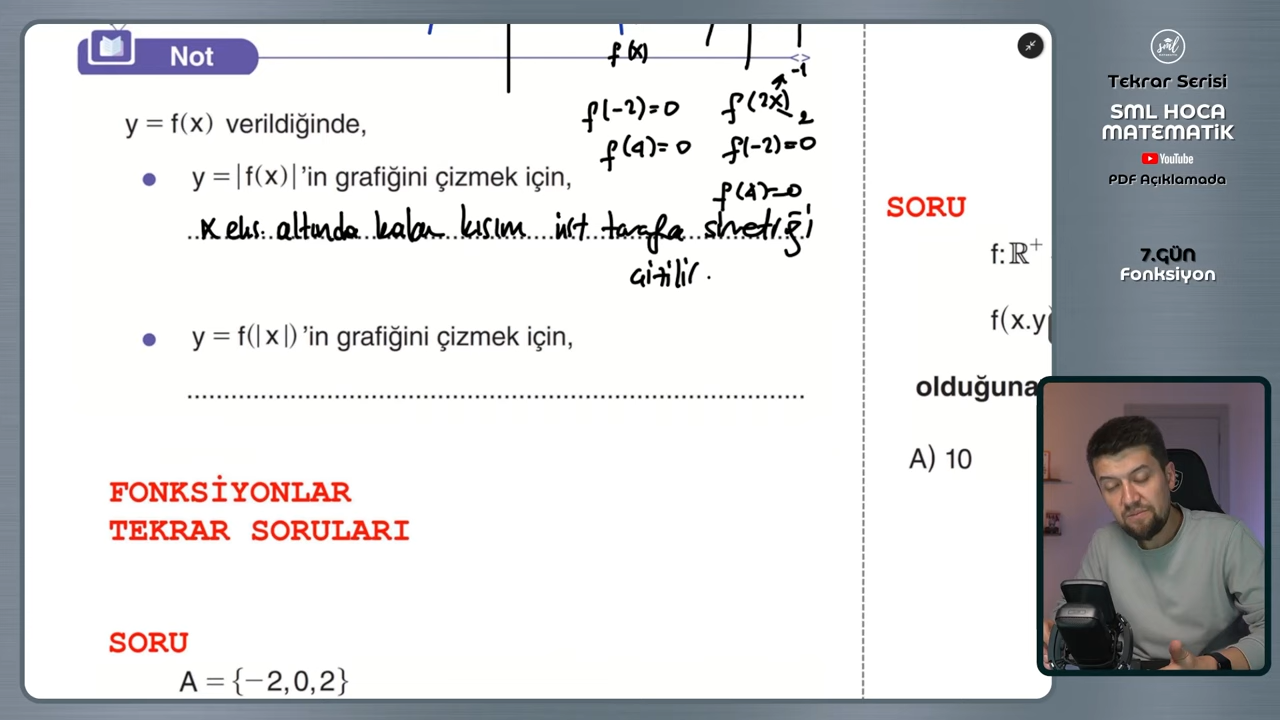 Not
f(x)
-1
f(-2)=0
f(2x)
2
y = f(x) verildiğinde,
f(4)=0
f(-2)=0
y = |f(x)| 'in grafiğini çizmek için,
f(4)=0
x eks. altında kalan kısım üst tarafa simetriği
çizilir.
y = f(|x|) 'in grafiğini çizmek için,
FONKSİYONLAR
TEKRAR SORULARI
SORU
A = {−2,0,2}
SORU
f: ℝ+
f(x.y
olduğuna
A) 10
sml
Tekrar Serisi
SML HOCA
MATEMATİK
YouTube
PDF Açıklamada
7.GÜN
Fonksiyon